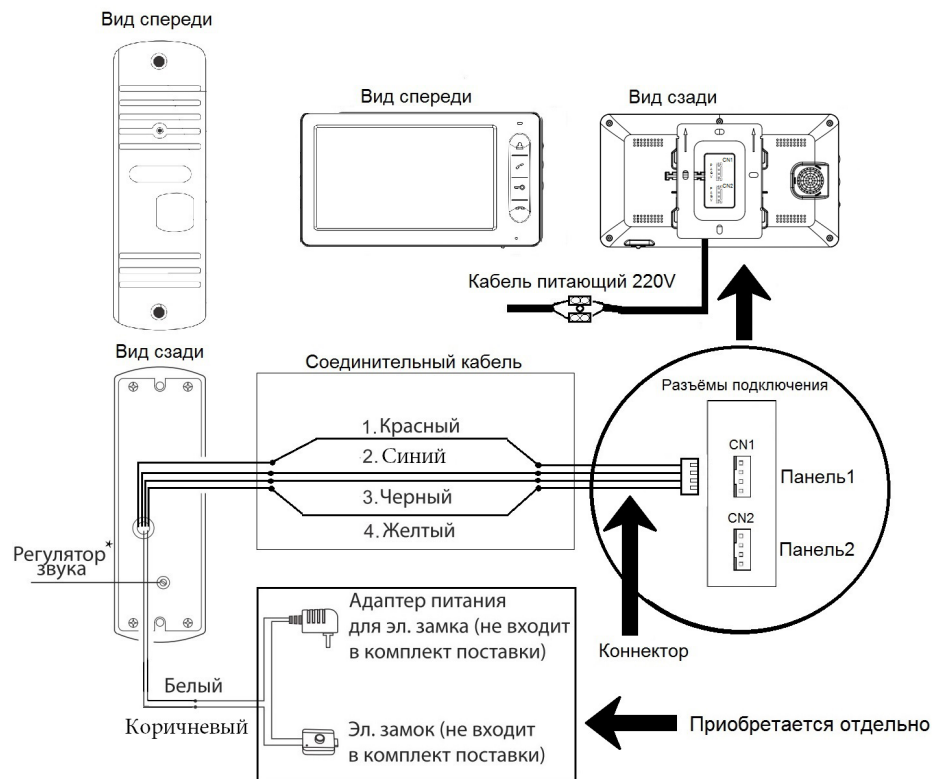 Вид спереди
Вид спереди
Вид сзади
CN1
CN2
Кабель питающий 220V
Вид сзади
Соединительный кабель
1. Красный
2. Синий
3. Черный
4. Желтый
Разъёмы подключения
CN1
Панель1
CN2
Панель2
Регулятор*
звука
Коннектор
Адаптер питания
для эл. замка (не входит
в комплект поставки)
Белый
Коричневый
Эл. замок (не входит
в комплект поставки)
Приобретается отдельно